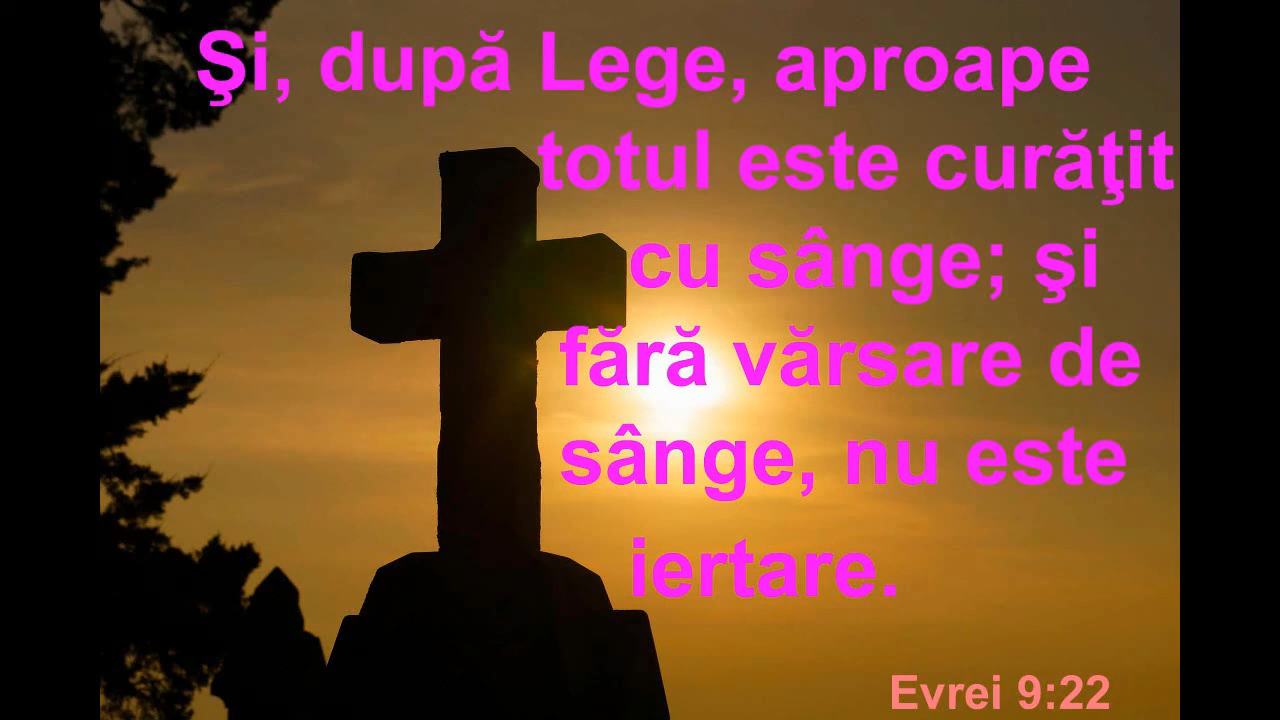 Şi, după Lege, aproape
totul este curăţit
cu sânge; şi
fără vărsare de
sânge, nu este
iertare.
Evrei 9:22